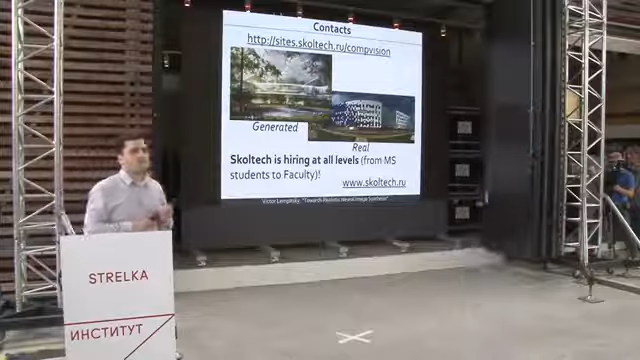 Contacts
http://sites.skoltech.ru/compvision
Generated
Real
Skoltech is hiring at all levels (from MS
students to Faculty)!
www.skoltech.ru
Victor Lempitsky, "Towards Realistic Neural Image Synthesis"
STRELKA
ИНСТИТУТ